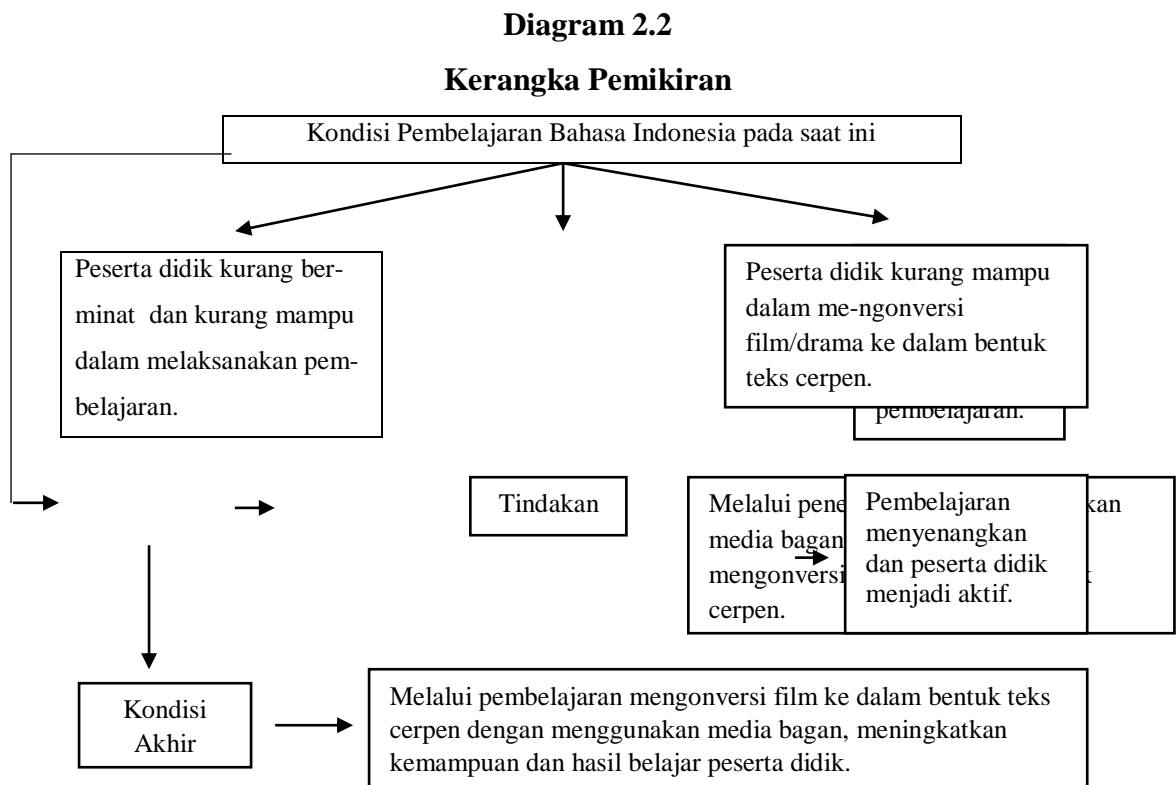 Diagram 2.2
Kerangka Pemikiran
Kondisi Pembelajaran Bahasa Indonesia pada saat ini
Peserta didik kurang ber-
minat dan kurang mampu
dalam melaksanakan pem-
belajaran.
Peserta didik kurang mampu
dalam me-ngonversi
film/drama ke dalam bentuk
teks cerpen.
pembelajaran.
Tindakan
Melalui
media bagan
mengonversi
cerpen.
Pembelajaran
menyenangkan
dan peserta didik
menjadi aktif.
Kondisi
Akhir
Melalui pembelajaran mengonversi film ke dalam bentuk teks
cerpen dengan menggunakan media bagan, meningkatkan
kemampuan dan hasil belajar peserta didik.